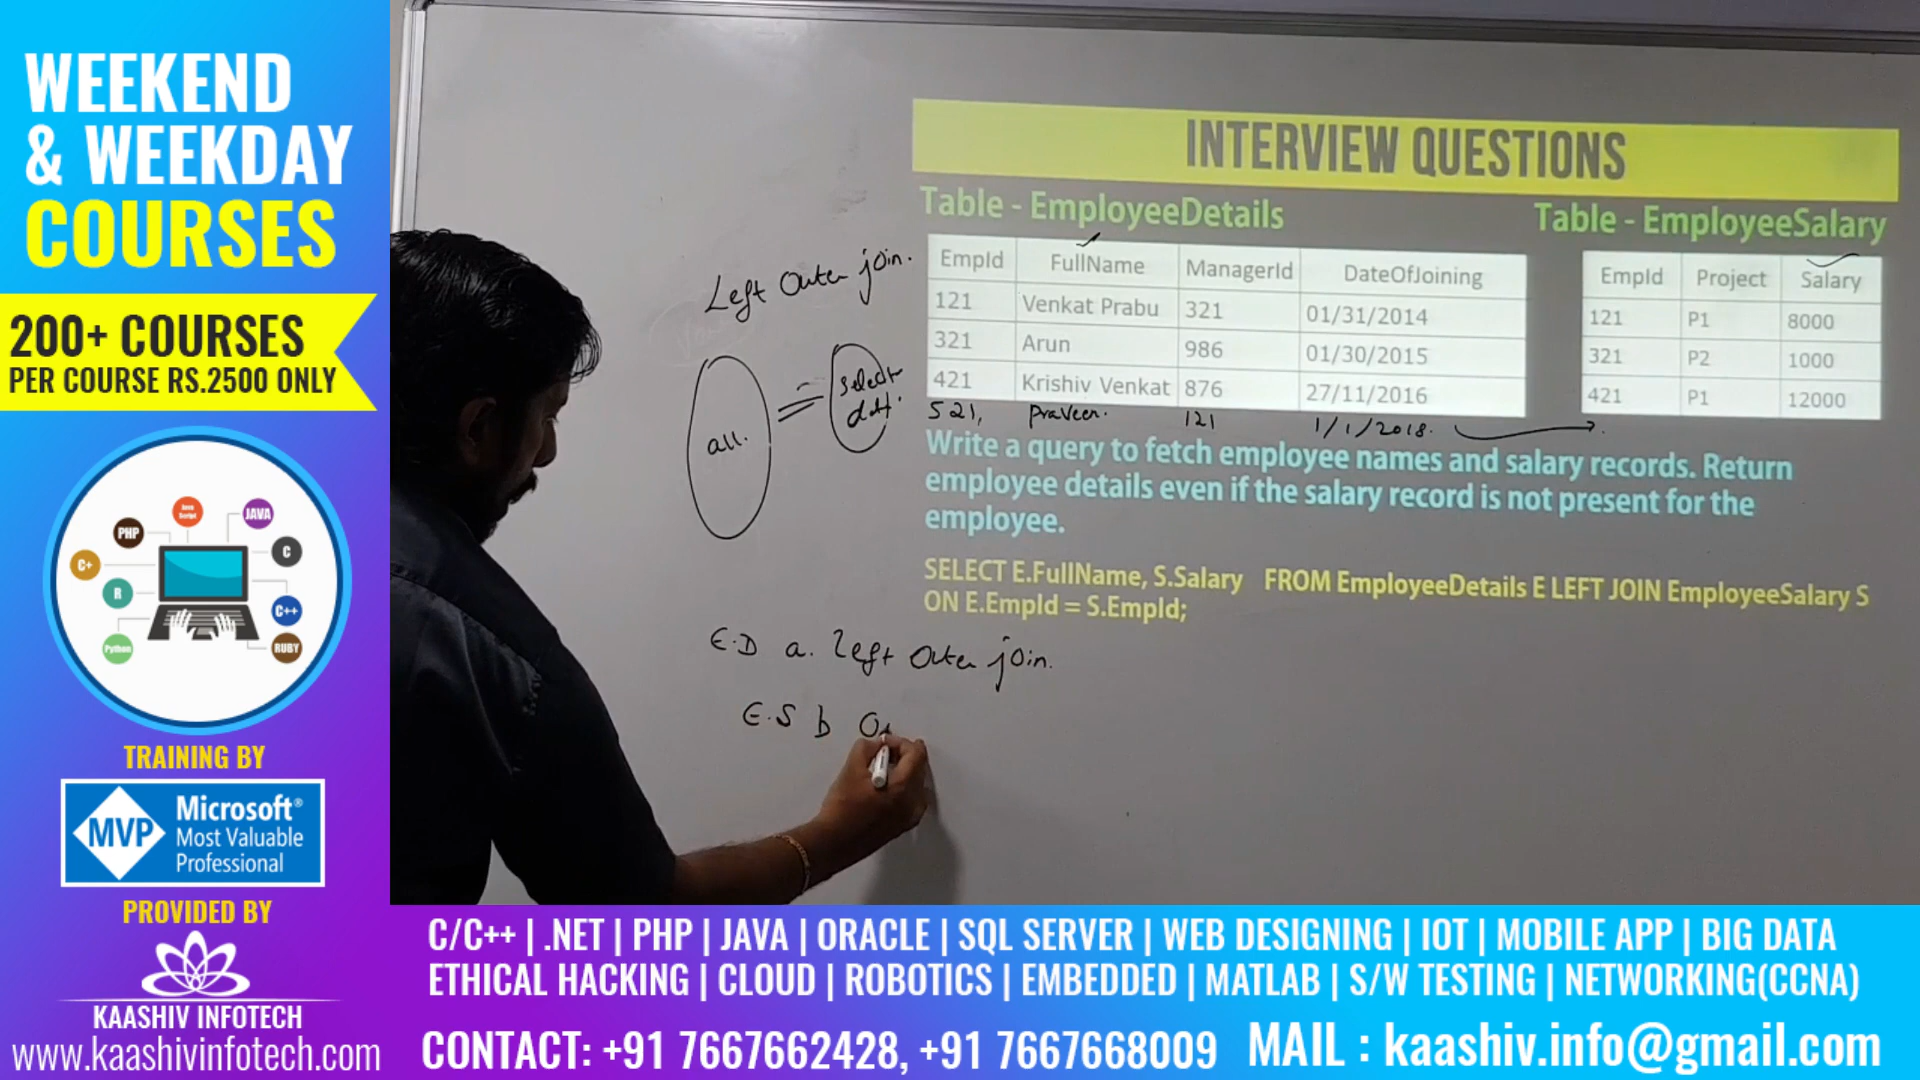 WEEKEND
& WEEKDAY
COURSES
200+ COURSES
PER COURSE RS.2500 ONLY
Java Script
PHP
JAVA
C+
C
R
C++
Python
RUBY
TRAINING BY
MVP
Microsoft®
Most Valuable
Professional
PROVIDED BY
KAASHIV INFOTECH
www.kaashivinfotech.com
INTERVIEW QUESTIONS
Table - EmployeeDetails
EmpId FullName ManagerId DateOfJoining
121 Venkat Prabu 321 01/31/2014
321 Arun 986 01/30/2015
421 Krishiv Venkat 876 27/11/2016
521, Praveen. 121 1/1/2018.
Table - EmployeeSalary
EmpId Project Salary
121 P1 8000
321 P2 1000
421 P1 12000
Left Outer join.
all.
select
Write a query to fetch employee names and salary records. Return
employee details even if the salary record is not present for the
employee.
SELECT E.FullName, S.Salary FROM EmployeeDetails E LEFT JOIN EmployeeSalary S
ON E.EmpId = S.EmpId;
E.D a. Left Outer join.
E.S b On
C/C++ | .NET | PHP | JAVA | ORACLE | SQL SERVER | WEB DESIGNING | IOT | MOBILE APP | BIG DATA
ETHICAL HACKING | CLOUD | ROBOTICS | EMBEDDED | MATLAB | S/W TESTING | NETWORKING(CCNA)
CONTACT: +91 7667662428, +91 7667668009 MAIL : kaashiv.info@gmail.com